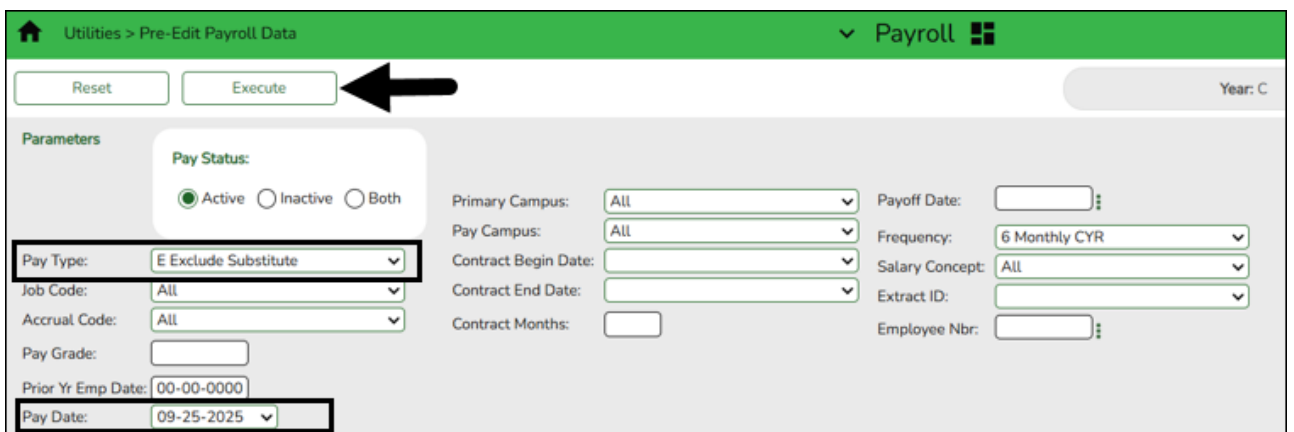 Utilities > Pre-Edit Payroll Data
Payroll
Reset
Execute
Year: C
Parameters
Pay Status:
Active Inactive Both
Pay Type: E Exclude Substitute
Job Code: All
Accrual Code: All
Pay Grade:
Prior Yr Emp Date: 00-00-0000
Pay Date: 09-25-2025
Primary Campus: All
Pay Campus: All
Contract Begin Date:
Contract End Date:
Contract Months:
Payoff Date:
Frequency: 6 Monthly CYR
Salary Concept: All
Extract ID:
Employee Nbr: